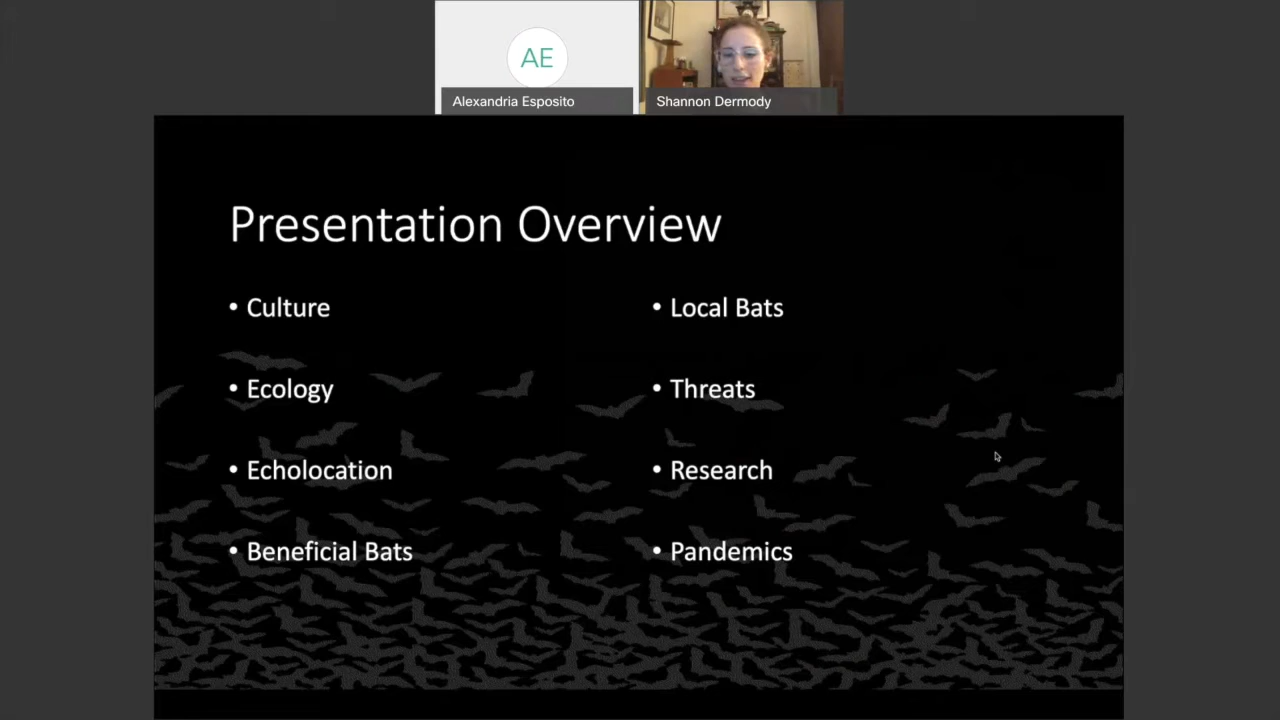 AE
Alexandria Esposito
Shannon Dermody
Presentation Overview
• Culture
• Ecology
• Echolocation
• Beneficial Bats
• Local Bats
• Threats
• Research
• Pandemics